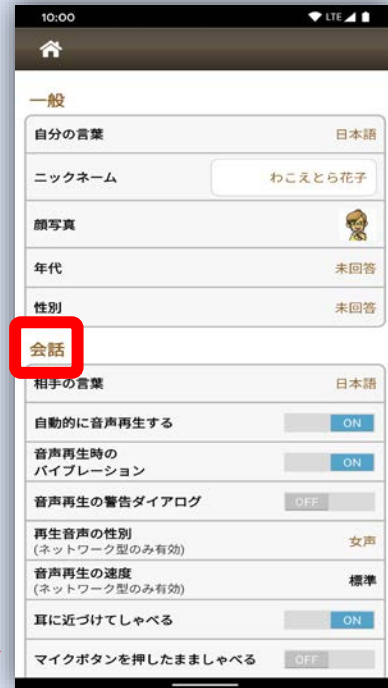 10:00 LTE
一般
自分の言葉 日本語
ニックネーム わこえとら花子
顔写真
年代 未回答
性別 未回答
会話
相手の言葉 日本語
自動的に音声再生する ON
音声再生時の
バイブレーション ON
音声再生の警告ダイアログ OFF
再生音声の性別
(ネットワーク型のみ有効) 女声
音声再生の速度
(ネットワーク型のみ有効) 標準
耳に近づけてしゃべる ON
マイクボタンを押したまましゃべる OFF